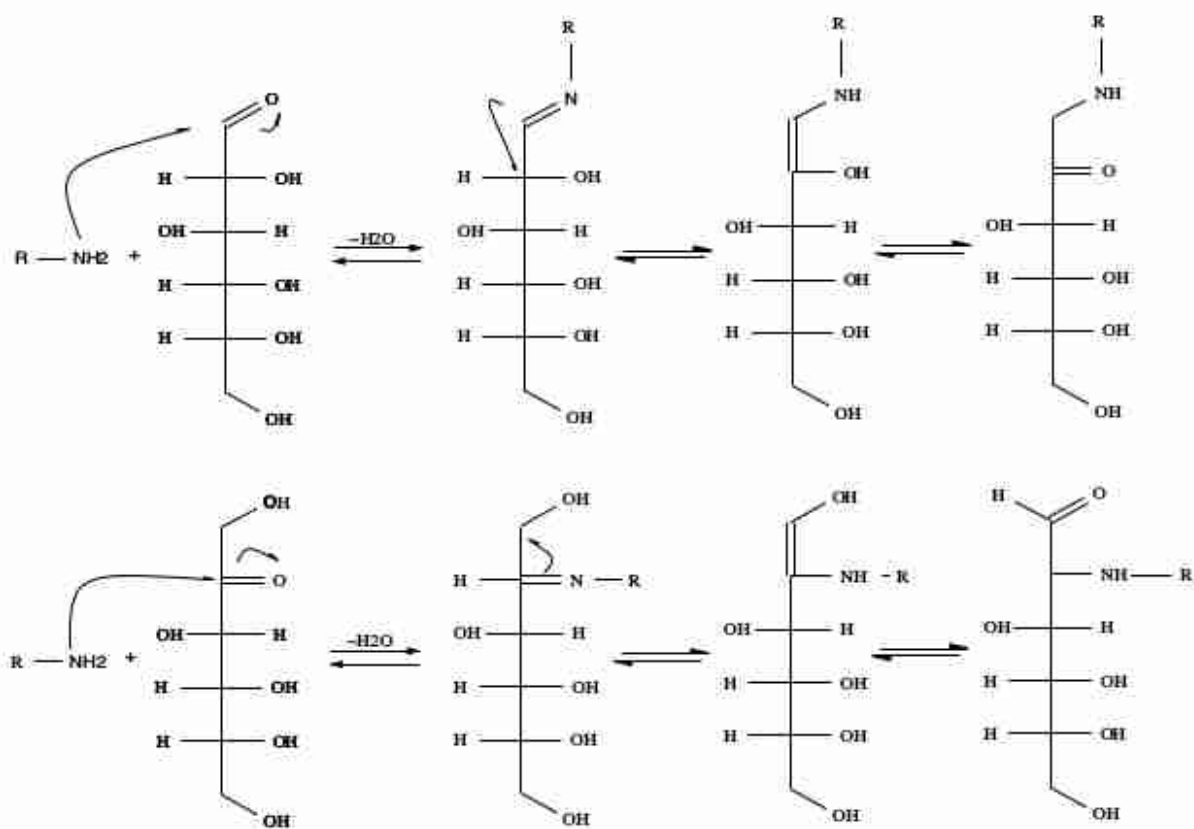 R R R
O N NH NH
H OH H OH OH O
OH H OH H OH H OH H
–H2O
R NH2 +
H OH H OH H OH H OH
H OH H OH H OH H OH
OH OH OH OH
OH OH OH H O
O H N R NH R NH R
OH H OH H OH H OH H
–H2O
R NH2 +
H OH H OH H OH H OH
H OH H OH H OH H OH
OH OH OH OH